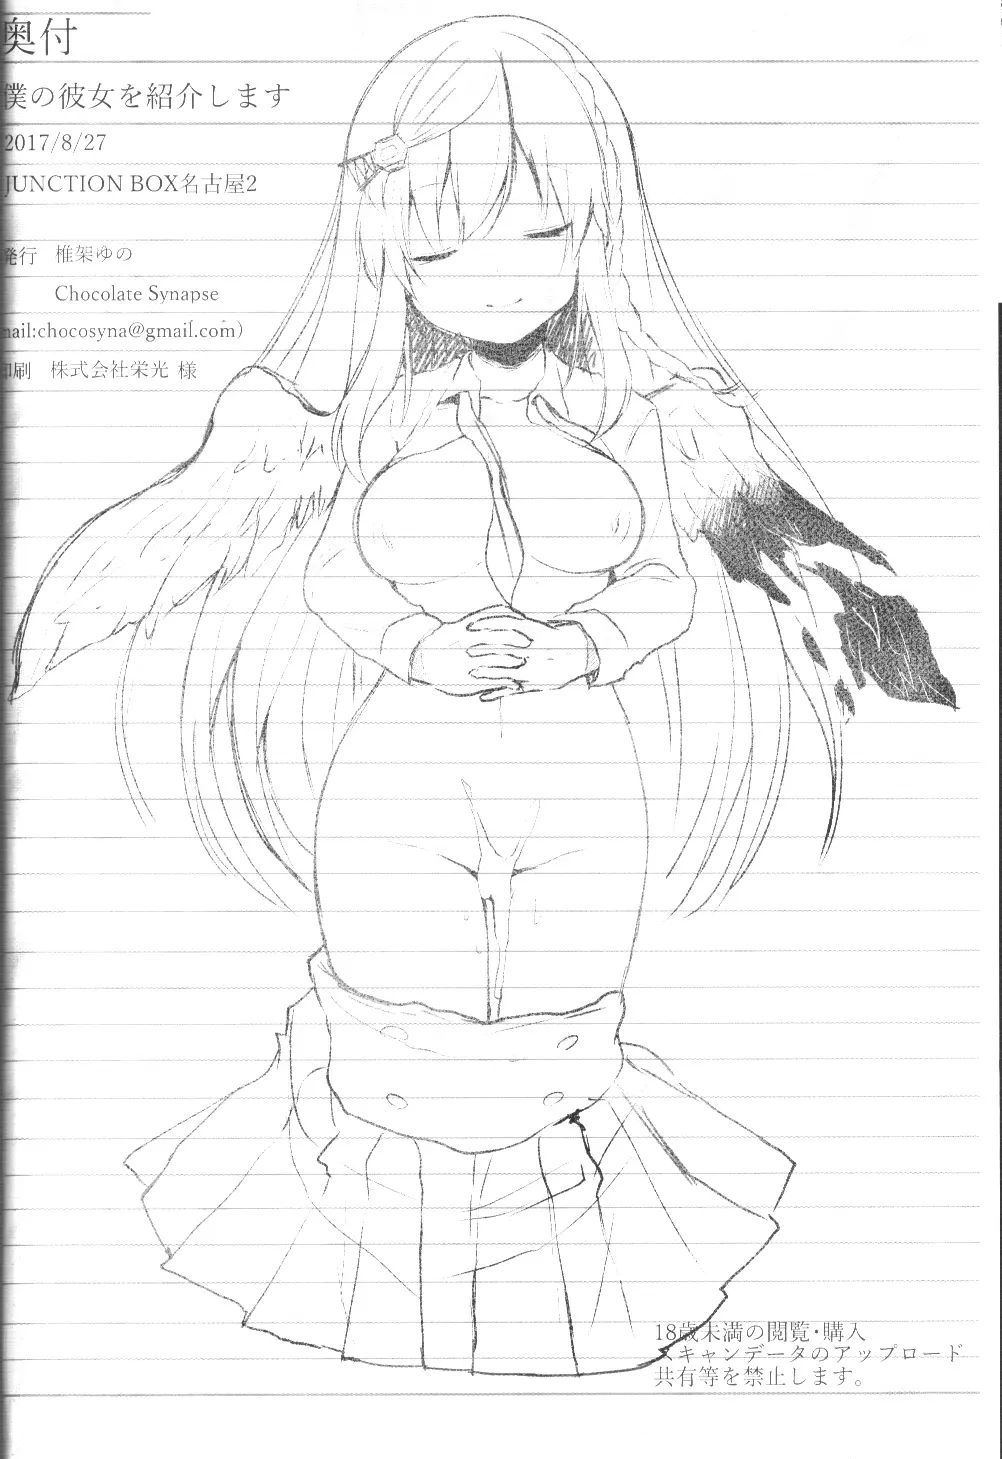 奥付
僕の彼女を紹介します
2017/8/27
JUNCTION BOX名古屋2
発行 椎架ゆの
Chocolate Synapse
mail:chocosyna@gmail.com)
印刷 株式会社栄光 様
18歳未満の閲覧・購入
スキャンデータのアップロード
共有等を禁止します。